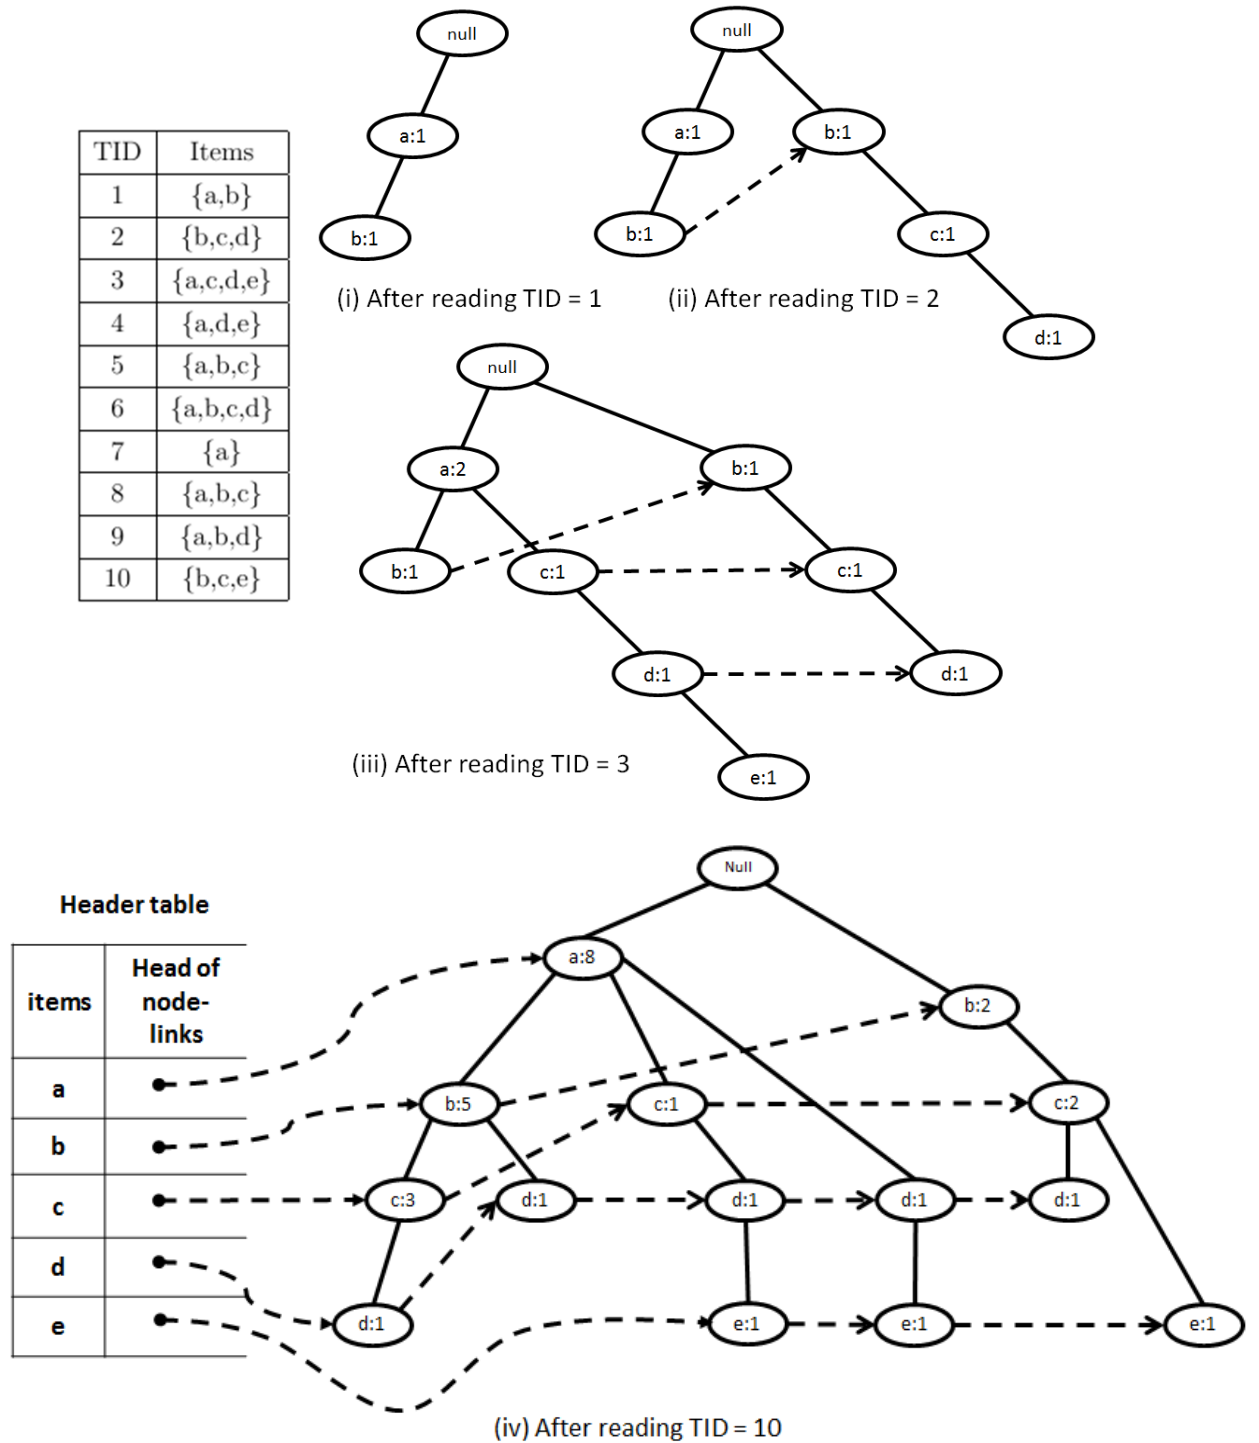 TID Items
1 {a,b}
2 {b,c,d}
3 {a,c,d,e}
4 {a,d,e}
5 {a,b,c}
6 {a,b,c,d}
7 {a}
8 {a,b,c}
9 {a,b,d}
10 {b,c,e}
null
a:1
b:1
(i) After reading TID = 1
null
a:1 b:1
b:1 c:1
d:1
(ii) After reading TID = 2
null
a:2 b:1
b:1 c:1 c:1
d:1 d:1
e:1
(iii) After reading TID = 3
Header table
items Head of
node-
links
a
b
c
d
e
Null
a:8
b:2
b:5 c:1 c:2
c:3 d:1 d:1 d:1 d:1
d:1 e:1 e:1 e:1
(iv) After reading TID = 10